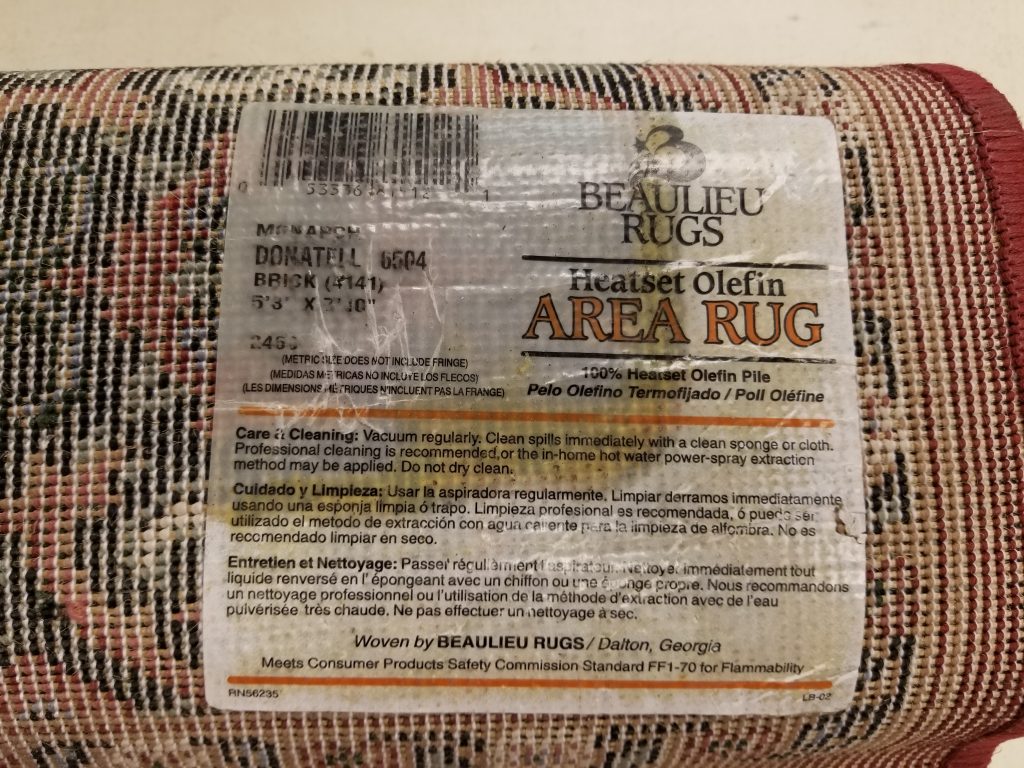 BEAULIEU
RUGS
Heatset Olefin
AREA RUG
100% Heatset Olefin Pile
Pelo Olefino Termofijado / Poll Oléfine
MONARCH
DONATELL 6504
BRICK (#141)
(METRIC SIZE DOES NOT INCLUDE FRINGE)
(MEDIDAS METRICAS NO INCLUYE LOS FLECOS)
(LES DIMENSIONS MÉTRIQUES N'INCLUENT PAS LA FRANGE)
Care & Cleaning: Vacuum regularly. Clean spills immediately with a clean sponge or cloth.
Professional cleaning is recommended, or the in-home hot water power-spray extraction
method may be applied. Do not dry clean.
Cuidado y Limpieza: Usar la aspiradora regularmente. Limpiar derramos immediatamente
usando una esponja limpia ó trapo. Limpieza profesional es recomendada, ó puede ser
utilizado el metodo de extracción con agua caliente para la limpieza de alfombra. No es
recomendado limpiar en seco.
Entretien et Nettoyage: Passer régulièrment l'aspirateur. Nettoyer immédiatement tout
liquide renversé en l' épongeant avec un chiffon ou une éponge propre. Nous recommandons
un nettoyage professionnel ou l'utilisation de la méthode d'extraction avec de l'eau
pulvérisée très chaude. Ne pas effectuer un nettoyage à sec.
Woven by BEAULIEU RUGS / Dalton, Georgia
Meets Consumer Products Safety Commission Standard FF1-70 for Flammability
RN56235 LB-02